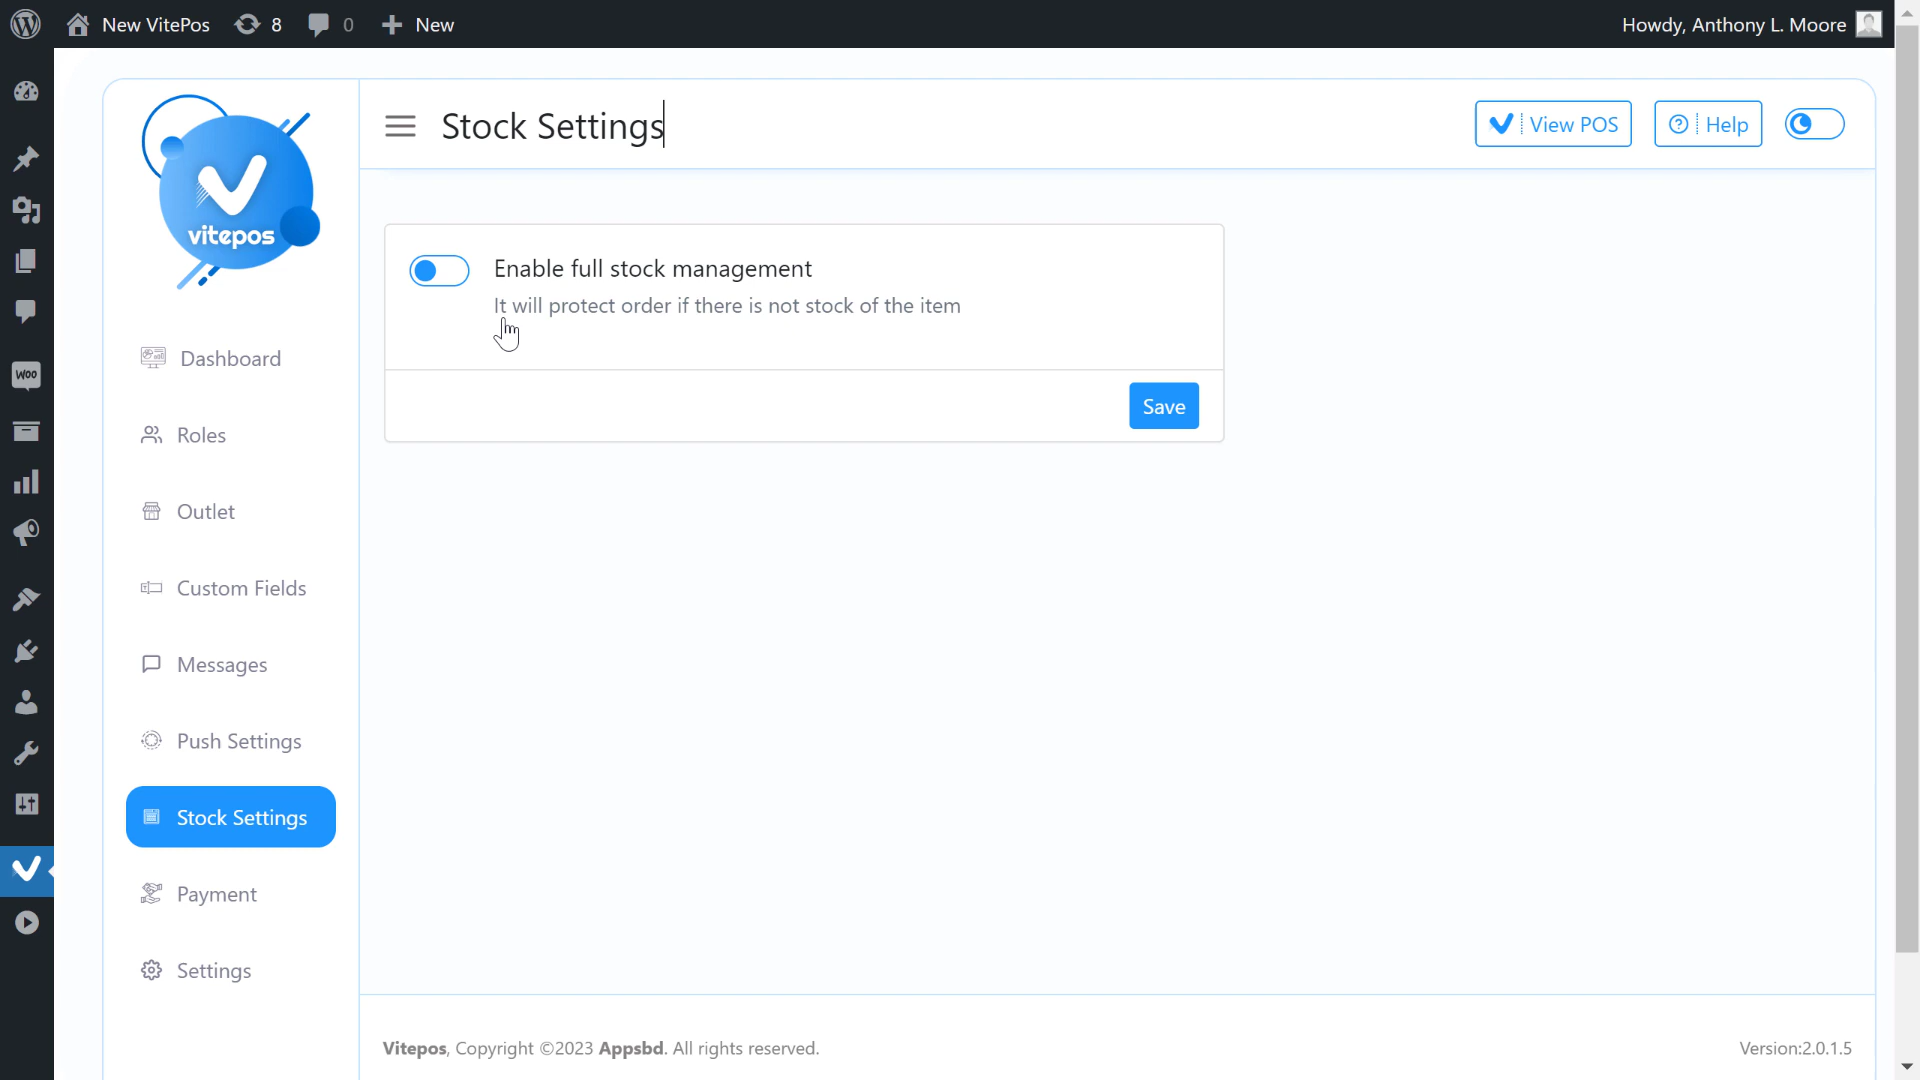 New VitePos 8 0 New Howdy, Anthony L. Moore
vitepos
Stock Settings
View POS
Help
Enable full stock management
It will protect order if there is not stock of the item
Save
Dashboard
Roles
Outlet
Custom Fields
Messages
Push Settings
Stock Settings
Payment
Settings
woo
Vitepos, Copyright ©2023 Appsbd. All rights reserved.
Version:2.0.1.5